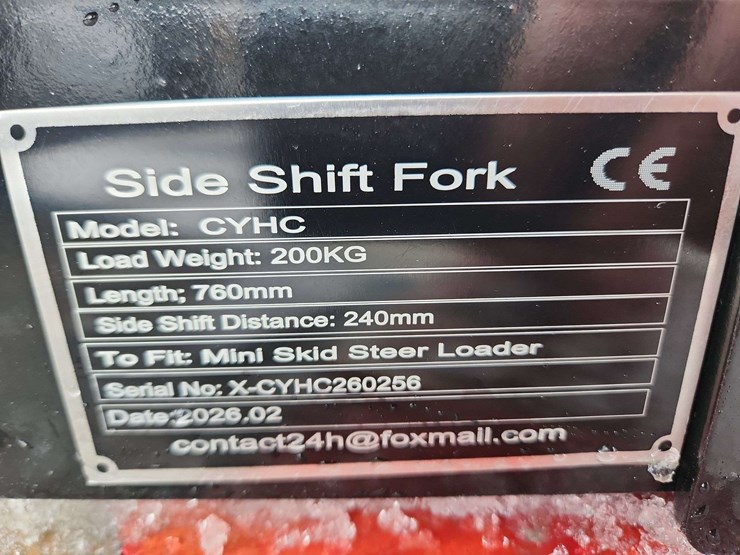 Side Shift Fork CE
Model: CYHC
Load Weight: 200KG
Length; 760mm
Side Shift Distance: 240mm
To Fit: Mini Skid Steer Loader
Serial No: X-CYHC260256
Date:2026.02
contact24h@foxmail.com